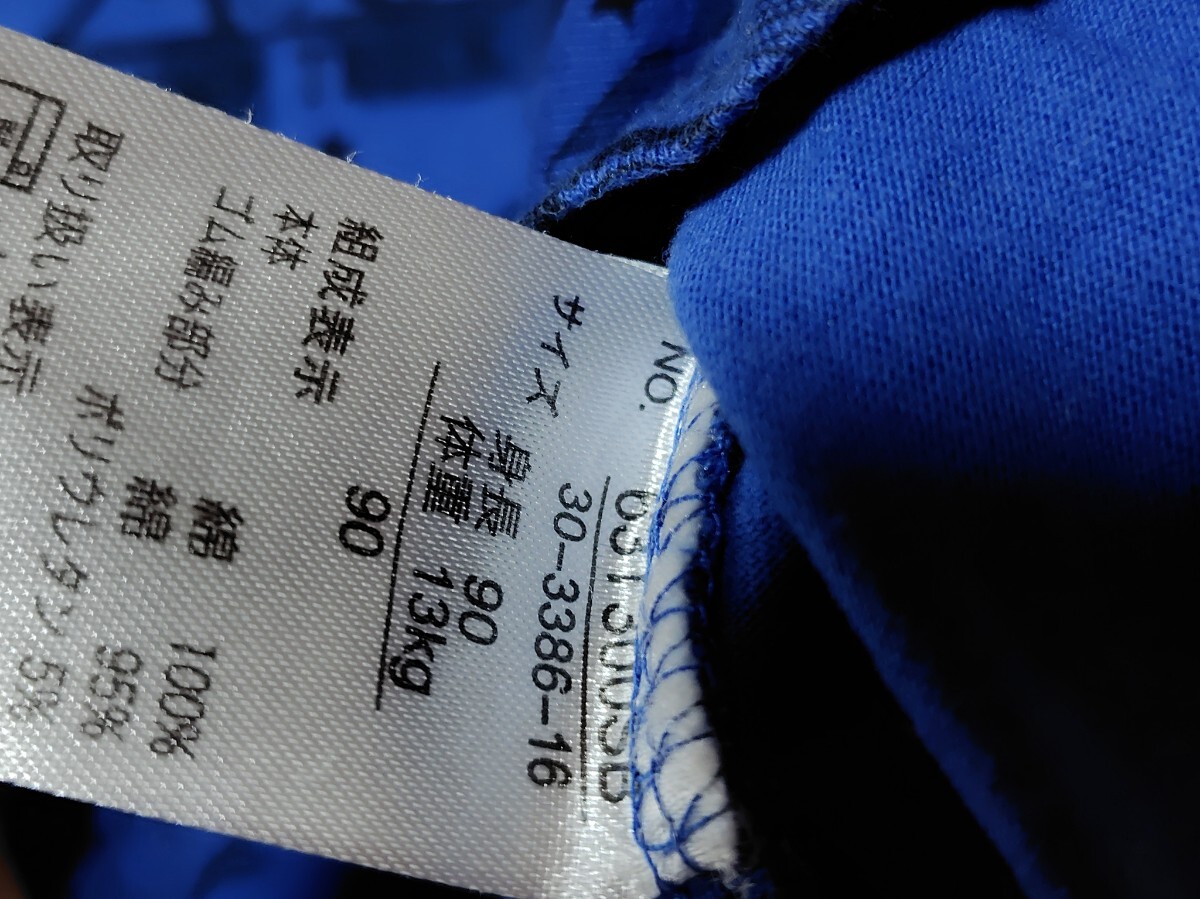 NO.
30-3386-16
サイズ 身長 90
体重 13kg
90
組成表示
本体 綿 100%
ゴム編み部分 綿 95%
ポリウレタン 5%
取り扱い表示